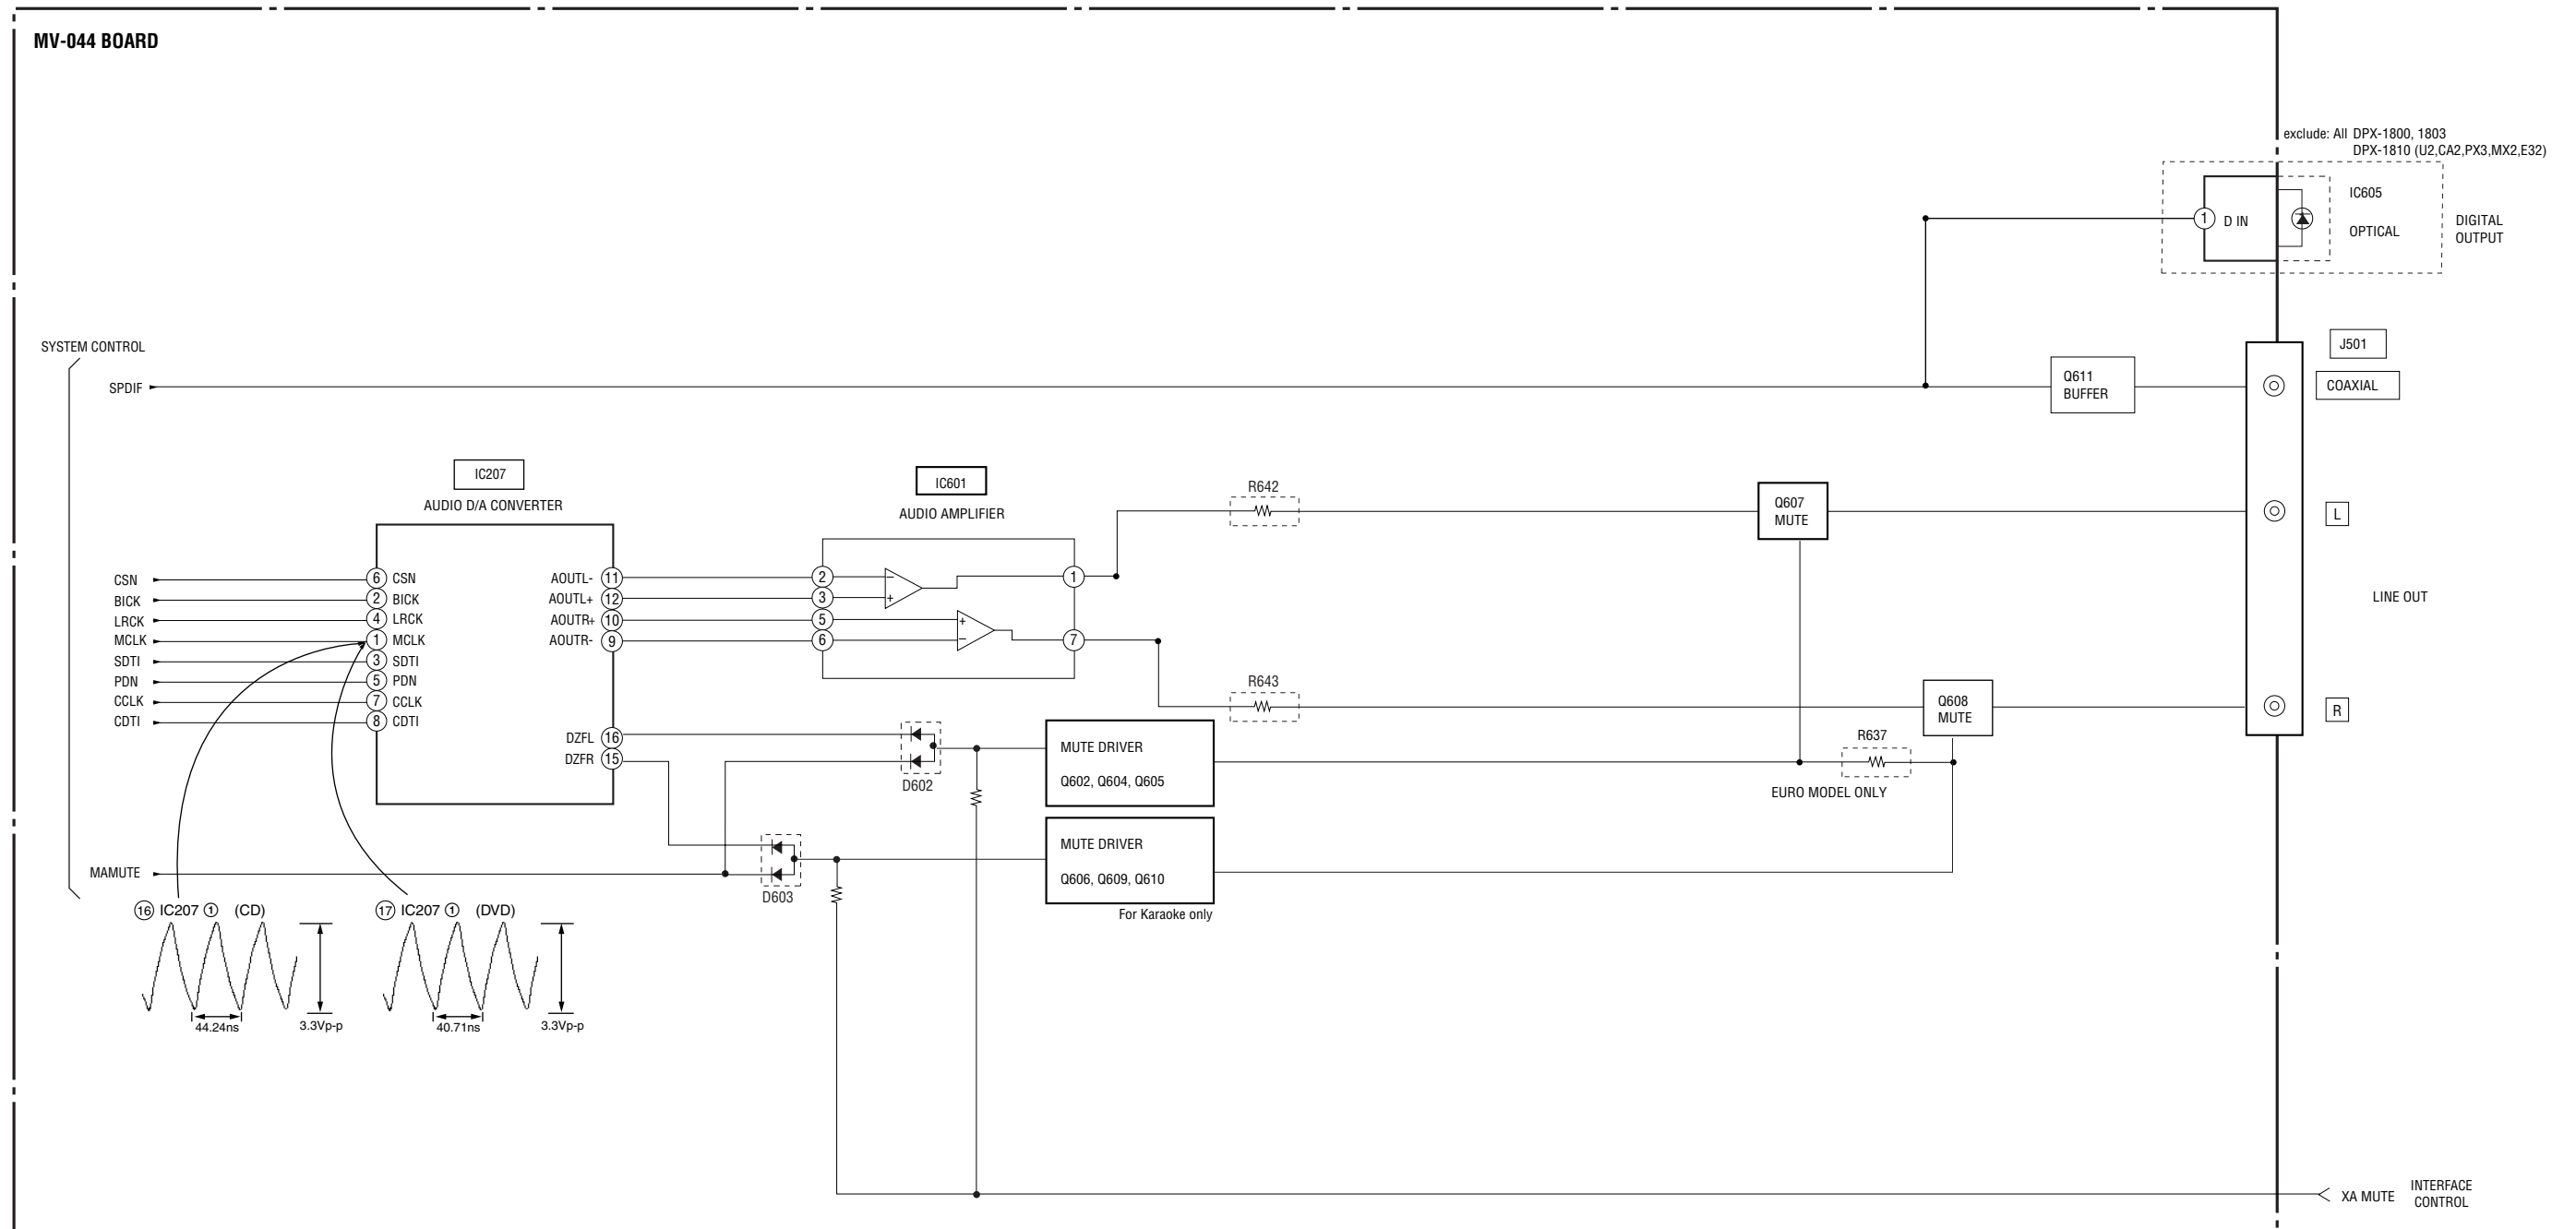 MV-044 BOARD
exclude: All DPX-1800, 1803
DPX-1810 (U2,CA2,PX3,MX2,E32)
IC605
1 D IN
OPTICAL
DIGITAL
OUTPUT
SYSTEM CONTROL
J501
SPDIF
Q611
BUFFER
COAXIAL
IC207
AUDIO D/A CONVERTER
IC601
AUDIO AMPLIFIER
R642
Q607
MUTE
L
CSN 6 CSN AOUTL- 11 2 - 1
BICK 2 BICK AOUTL+ 12 3 +
LRCK 4 LRCK AOUTR+ 10 5 +
MCLK 1 MCLK AOUTR- 9 6 - 7
SDTI 3 SDTI
PDN 5 PDN
CCLK 7 CCLK
CDTI 8 CDTI
LINE OUT
R643
Q608
MUTE
R
DZFL 16
DZFR 15
D602
MUTE DRIVER
Q602, Q604, Q605
R637
EURO MODEL ONLY
MAMUTE
D603
MUTE DRIVER
Q606, Q609, Q610
For Karaoke only
16 IC207 1 (CD)
44.24ns
3.3Vp-p
17 IC207 1 (DVD)
40.71ns
3.3Vp-p
XA MUTE
INTERFACE
CONTROL